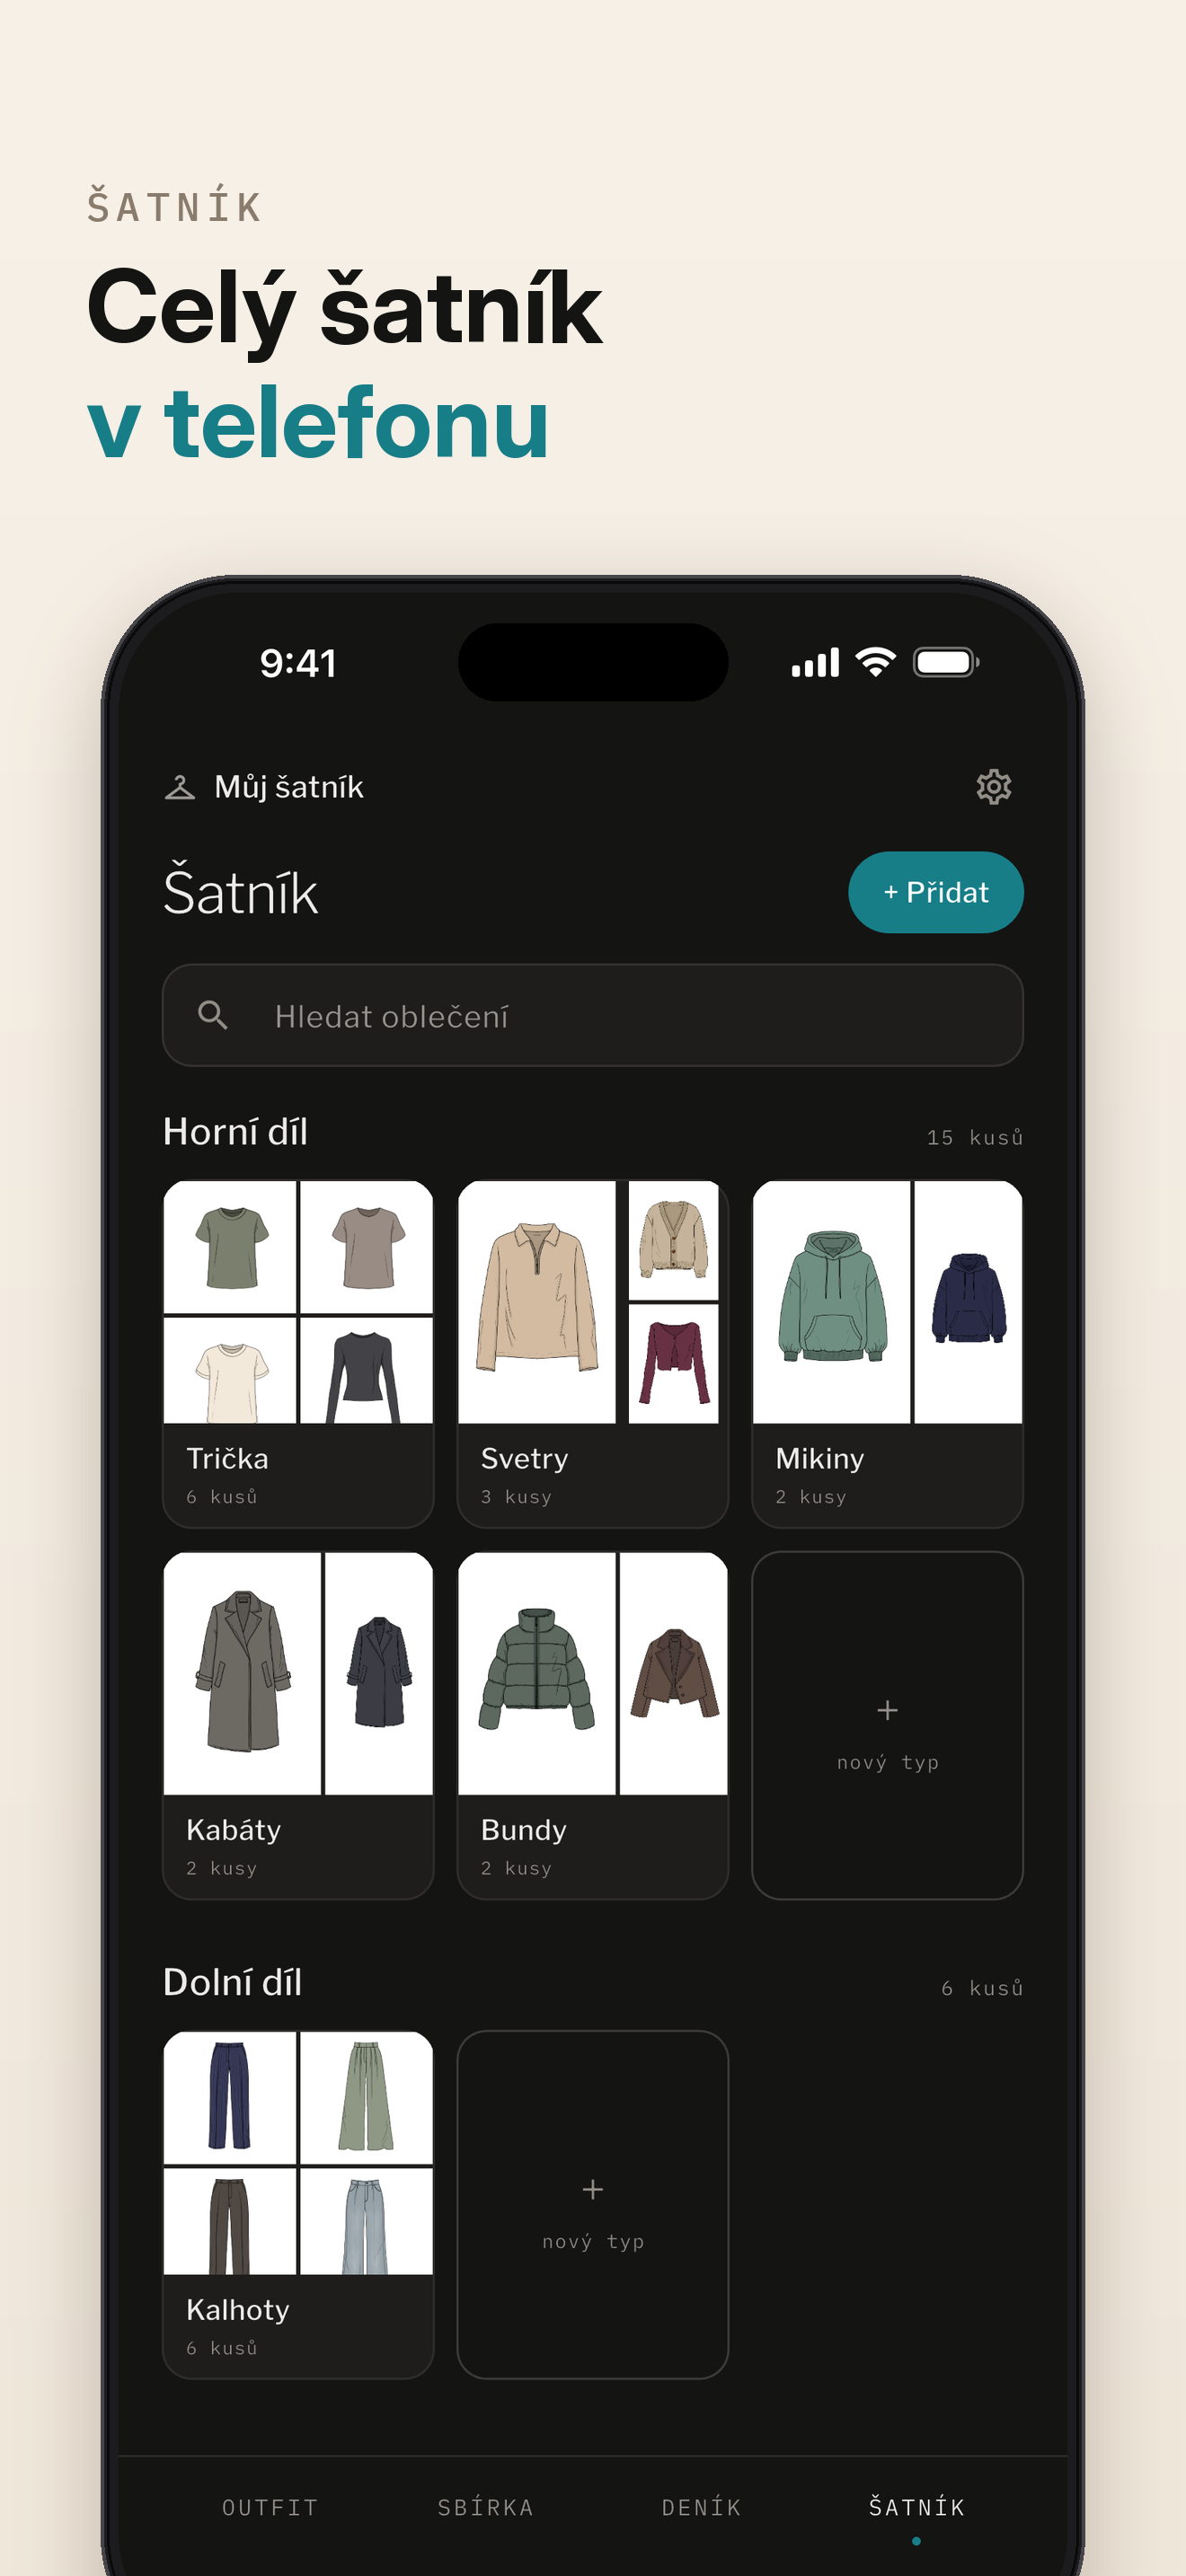 ŠATNÍK
Celý šatník
v telefonu
9:41
Můj šatník
Šatník
+ Přidat
Hledat oblečení
Horní díl
15 kusů
Trička
6 kusů
Svetry
3 kusy
Mikiny
2 kusy
Kabáty
2 kusy
Bundy
2 kusy
+
nový typ
Dolní díl
6 kusů
Kalhoty
6 kusů
+
nový typ
OUTFIT SBÍRKA DENÍK ŠATNÍK